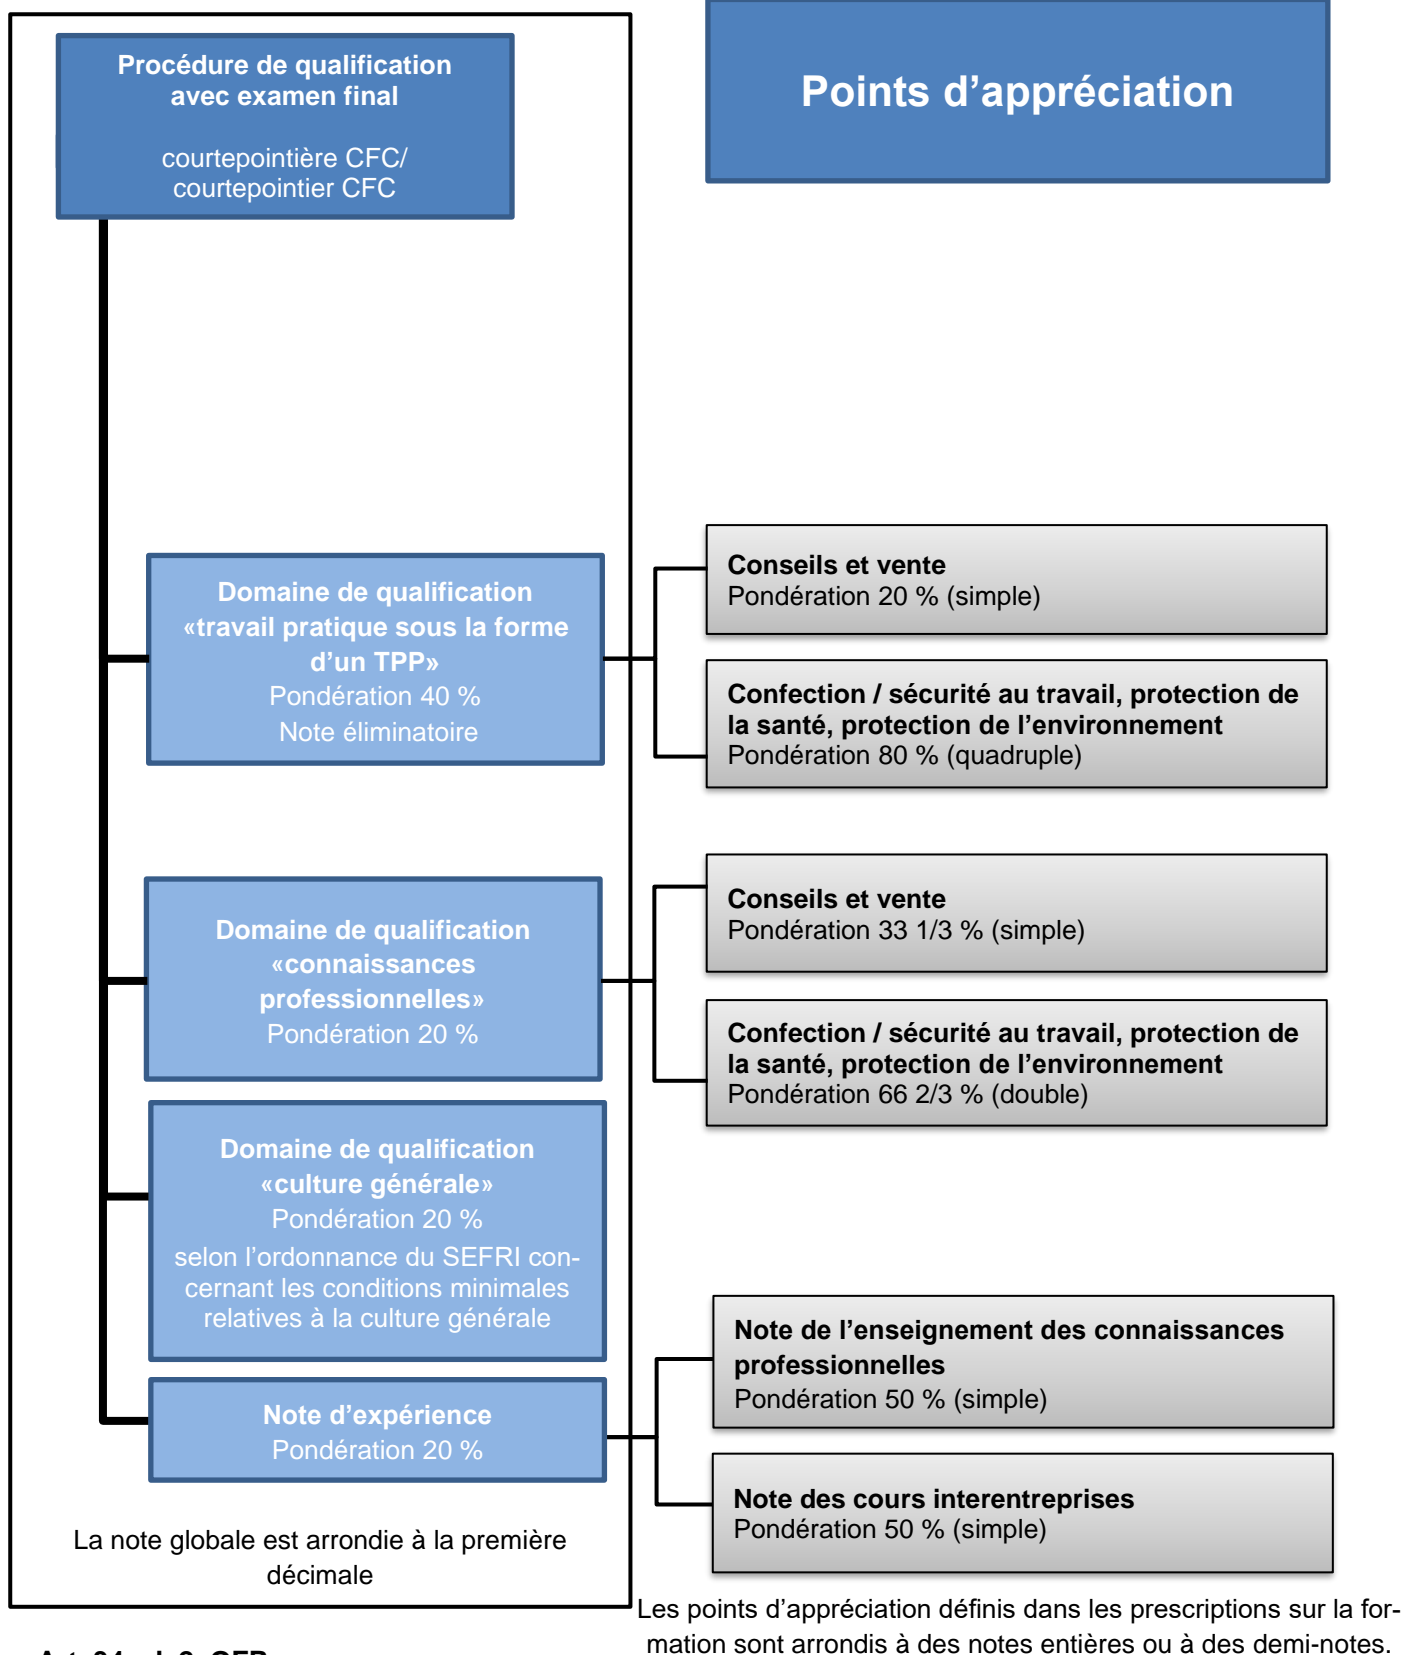 Procédure de qualification
avec examen final
courtepointière CFC/
courtepointier CFC
Points d’appréciation
Domaine de qualification
«travail pratique sous la forme
d’un TPP»
Pondération 40 %
Note éliminatoire
Conseils et vente
Pondération 20 % (simple)
Confection / sécurité au travail, protection de
la santé, protection de l’environnement
Pondération 80 % (quadruple)
Domaine de qualification
«connaissances
professionnelles»
Pondération 20 %
Conseils et vente
Pondération 33 1/3 % (simple)
Confection / sécurité au travail, protection de
la santé, protection de l’environnement
Pondération 66 2/3 % (double)
Domaine de qualification
«culture générale»
Pondération 20 %
selon l’ordonnance du SEFRI con-
cernant les conditions minimales
relatives à la culture générale
Note d’expérience
Pondération 20 %
Note de l’enseignement des connaissances
professionnelles
Pondération 50 % (simple)
Note des cours interentreprises
Pondération 50 % (simple)
La note globale est arrondie à la première
décimale
Les points d’appréciation définis dans les prescriptions sur la for-
mation sont arrondis à des notes entières ou à des demi-notes.